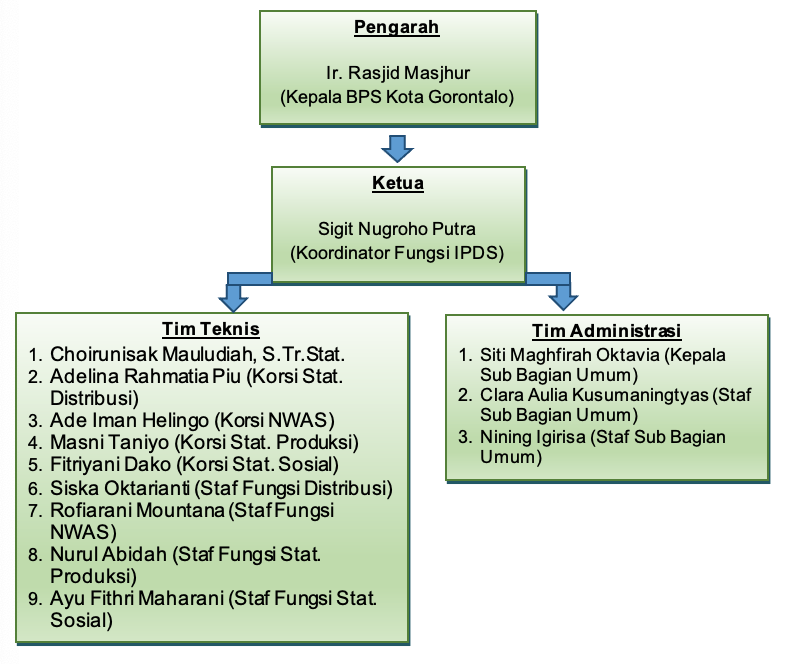 Pengarah
Ir. Rasjid Masjhur
(Kepala BPS Kota Gorontalo)
Ketua
Sigit Nugroho Putra
(Koordinator Fungsi IPDS)
Tim Teknis
1. Choirunisak Mauludiah, S.Tr.Stat.
2. Adelina Rahmatia Piu (Korsi Stat.
Distribusi)
3. Ade Iman Helingo (Korsi NWAS)
4. Masni Taniyo (Korsi Stat. Produksi)
5. Fitriyani Dako (Korsi Stat. Sosial)
6. Siska Oktarianti (Staf Fungsi Distribusi)
7. Rofiarani Mountana (Staf Fungsi
NWAS)
8. Nurul Abidah (Staf Fungsi Stat.
Produksi)
9. Ayu Fithri Maharani (Staf Fungsi Stat.
Sosial)
Tim Administrasi
1. Siti Maghfirah Oktavia (Kepala
Sub Bagian Umum)
2. Clara Aulia Kusumaningtyas (Staf
Sub Bagian Umum)
3. Nining Igirisa (Staf Sub Bagian
Umum)